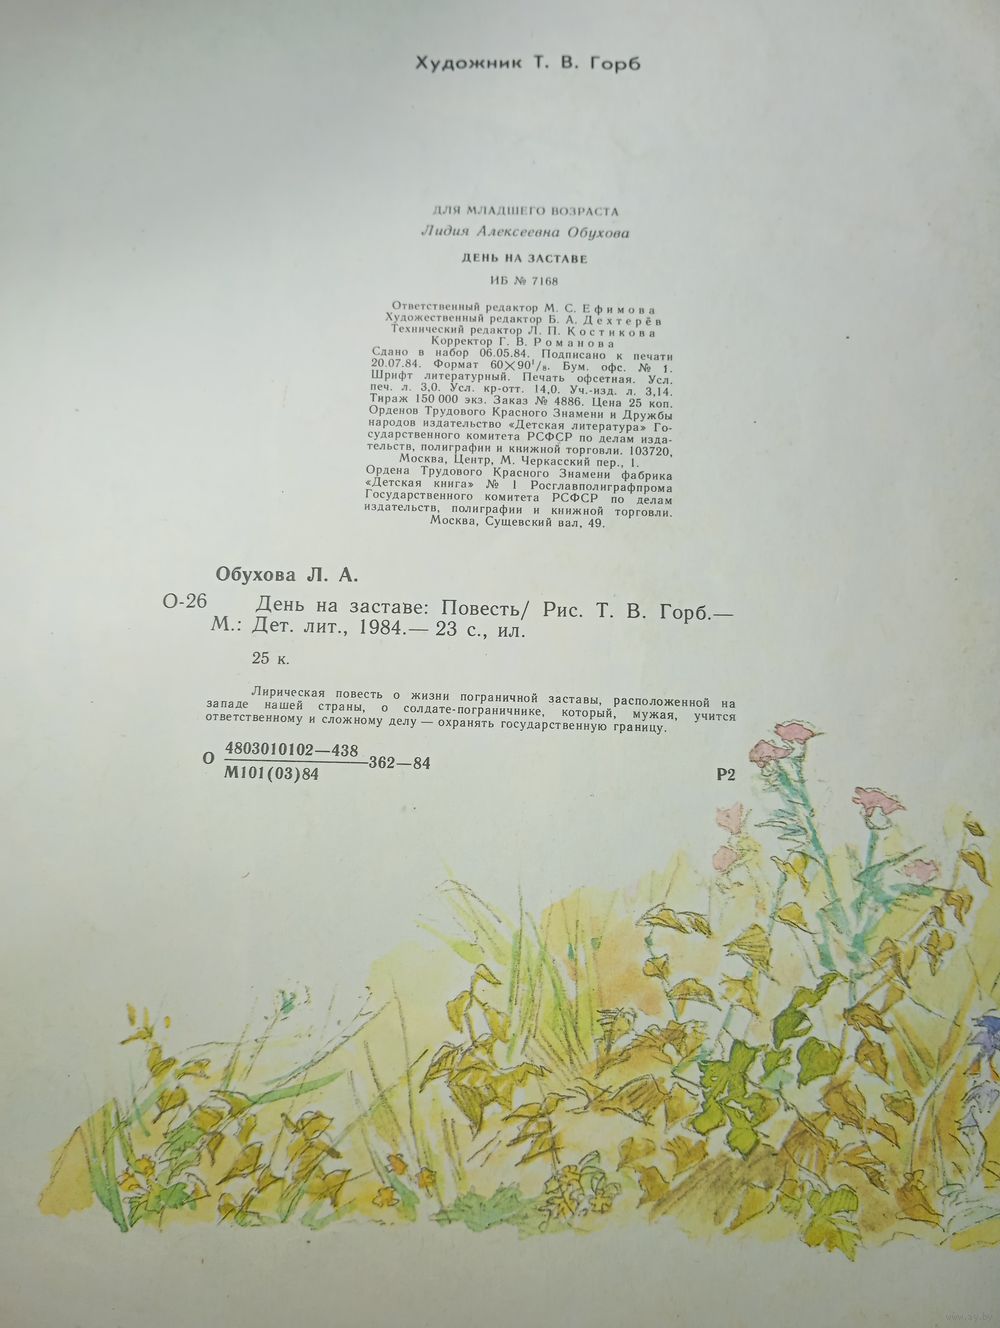 Художник Т. В. Горб
ДЛЯ МЛАДШЕГО ВОЗРАСТА
Лидия Алексеевна Обухова
ДЕНЬ НА ЗАСТАВЕ
ИБ № 7168
Ответственный редактор М. С. Ефимова
Художественный редактор Б. А. Дехтерёв
Технический редактор Л. П. Костикова
Корректор Г. В. Романова
Сдано в набор 06.05.84. Подписано к печати
20.07.84. Формат 60×90¹/₈. Бум. офс. № 1.
Шрифт литературный. Печать офсетная. Усл.
печ. л. 3,0. Усл. кр-отт. 14,0. Уч.-изд. л. 3,14.
Тираж 150 000 экз. Заказ № 4886. Цена 25 коп.
Орденов Трудового Красного Знамени и Дружбы
народов издательство «Детская литература» Го-
сударственного комитета РСФСР по делам изда-
тельств, полиграфии и книжной торговли. 103720,
Москва, Центр, М. Черкасский пер., 1.
Ордена Трудового Красного Знамени фабрика
«Детская книга» № 1 Росглавполиграфпрома
Государственного комитета РСФСР по делам
издательств, полиграфии и книжной торговли.
Москва, Сущевский вал, 49.
Обухова Л. А.
О-26 День на заставе: Повесть/ Рис. Т. В. Горб.—
М.: Дет. лит., 1984.— 23 с., ил.
25 к.
Лирическая повесть о жизни пограничной заставы, расположенной на
западе нашей страны, о солдате-пограничнике, который, мужая, учится
ответственному и сложному делу — охранять государственную границу.
О 4803010102—438
М101(03)84 362—84
Р2
www.ay.by